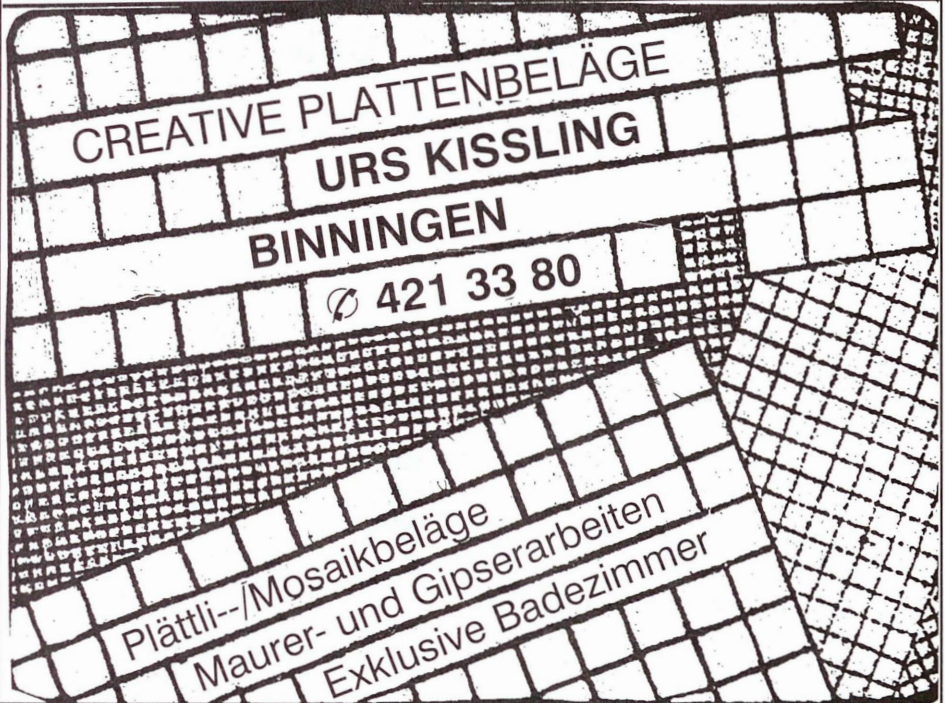 CREATIVE PLATTENBELÄGE
URS KISSLING
BINNINGEN
✆ 421 33 80
Plättli--/Mosaikbeläge
Maurer- und Gipserarbeiten
Exklusive Badezimmer